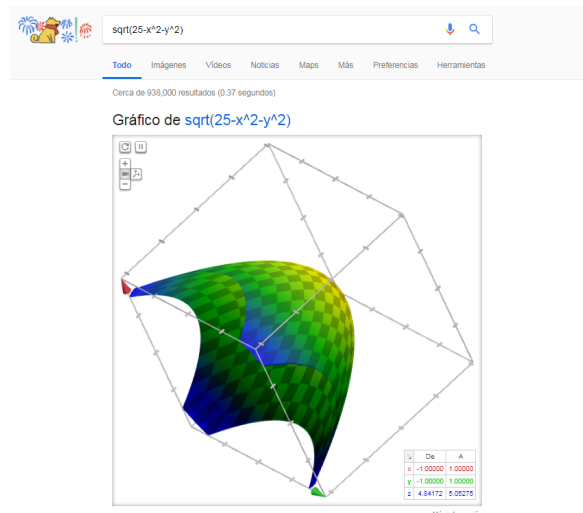 sqrt(25-x^2-y^2)
Todo Imágenes Vídeos Noticias Maps Más Preferencias Herramientas
Cerca de 938,000 resultados (0.37 segundos)
Gráfico de sqrt(25-x^2-y^2)
De A
x -1.00000 1.00000
y -1.00000 1.00000
z 4.84172 5.05275